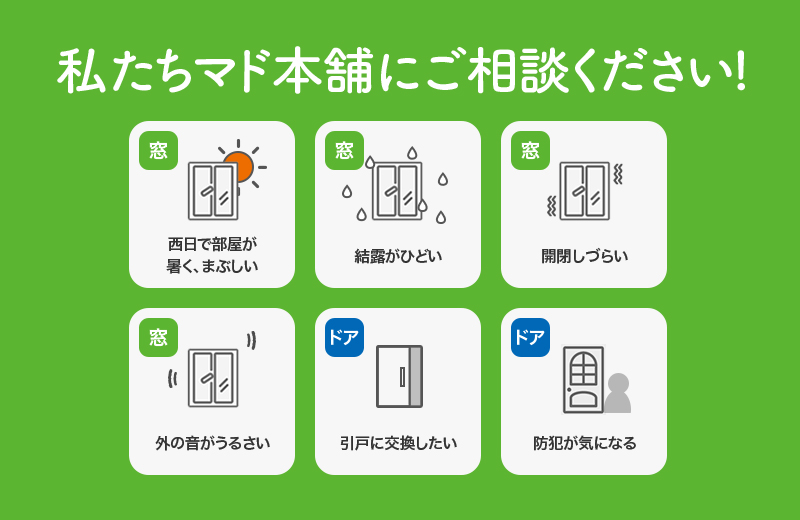 私たちマド本舗にご相談ください!
窓
西日で部屋が
暑く、まぶしい
窓
結露がひどい
窓
開閉しづらい
窓
外の音がうるさい
ドア
引戸に交換したい
ドア
防犯が気になる